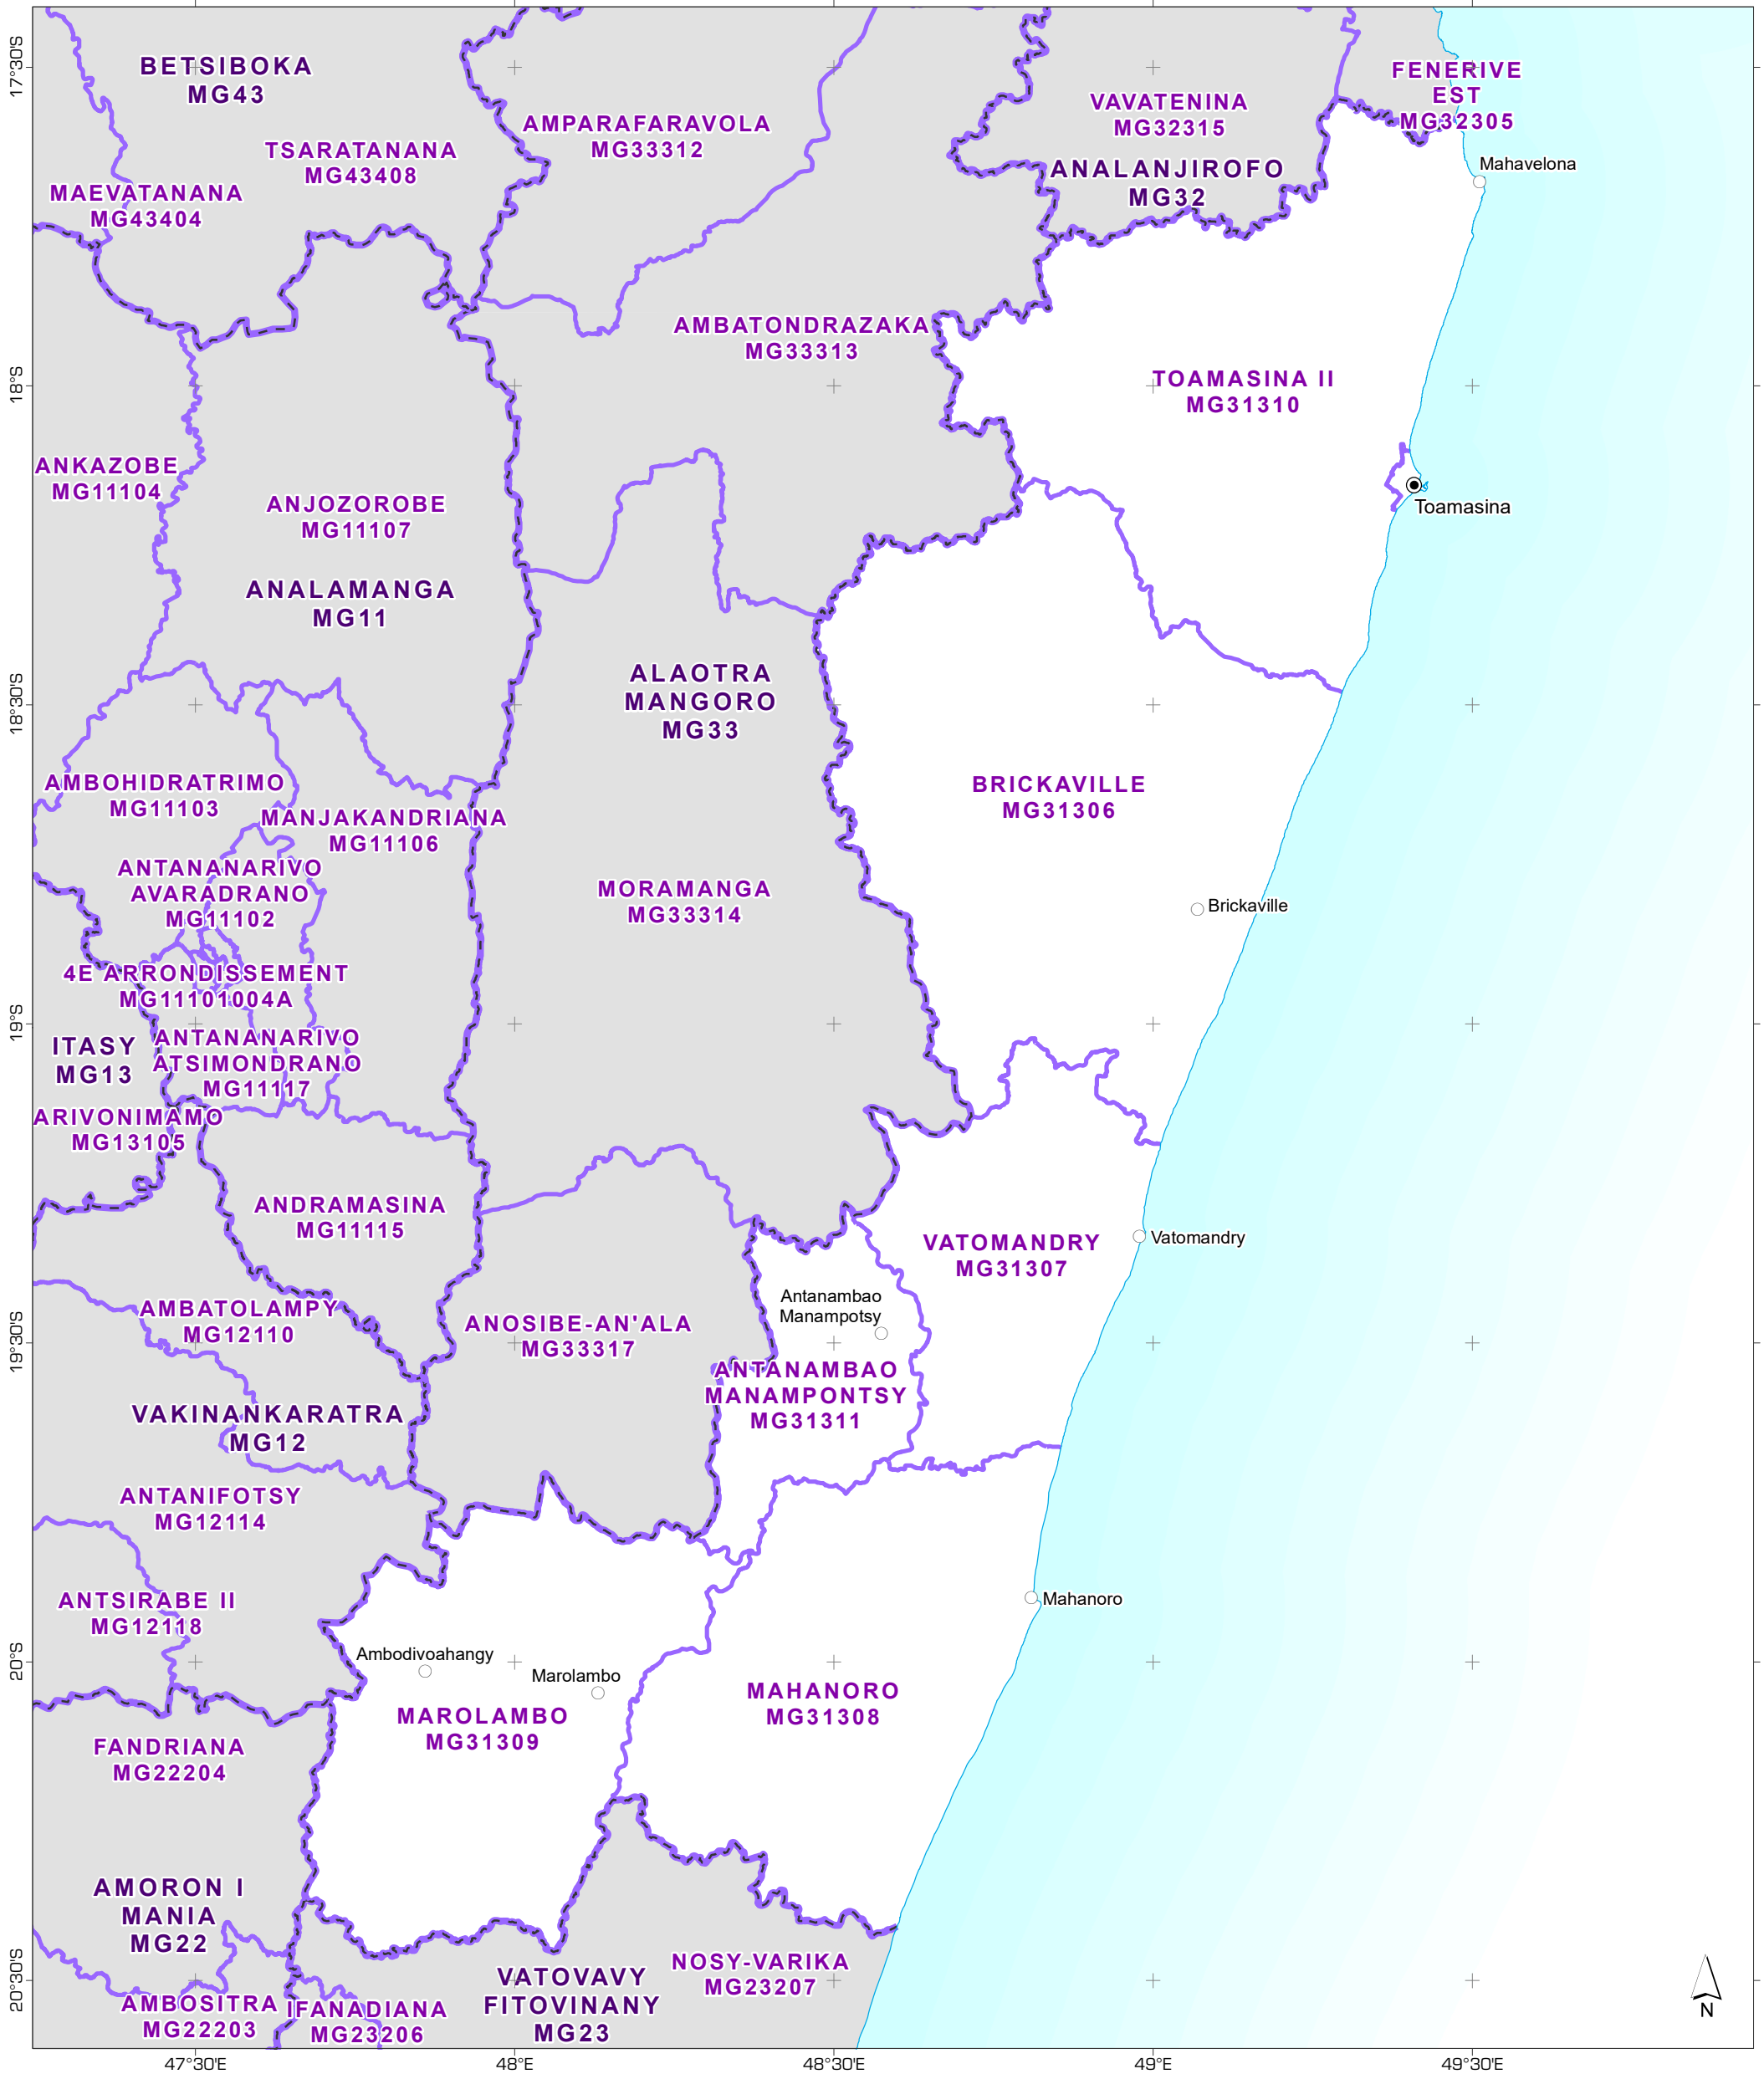 BETSIBOKA
MG43
FENERIVE
EST
MG32305
VAVATENINA
MG32315
AMPARAFARAVOLA
MG33312
TSARATANANA
MG43408
ANALANJIROFO
MG32
Mahavelona
MAEVATANANA
MG43404
AMBATONDRAZAKA
MG33313
TOAMASINA II
MG31310
ANKAZOBE
MG11104
ANJOZOROBE
MG11107
Toamasina
ANALAMANGA
MG11
ALAOTRA
MANGORO
MG33
AMBOHIDRATRIMO
MG11103
BRICKAVILLE
MG31306
MANJAKANDRIANA
MG11106
ANTANANARIVO
AVARADRANO
MG11102
MORAMANGA
MG33314
Brickaville
4E ARRONDISSEMENT
MG11101004A
ITASY
MG13
ANTANANARIVO
ATSIMONDRANO
MG11117
ARIVONIMAMO
MG13105
ANDRAMASINA
MG11115
VATOMANDRY
MG31307
Vatomandry
Antanambao
Manampotsy
AMBATOLAMPY
MG12110
ANOSIBE-AN'ALA
MG33317
ANTANAMBAO
MANAMPONTSY
MG31311
VAKINANKARATRA
MG12
ANTANIFOTSY
MG12114
ANTSIRABE II
MG12118
Mahanoro
Ambodivoahangy
Marolambo
MAHANORO
MG31308
MAROLAMBO
MG31309
FANDRIANA
MG22204
AMORON I
MANIA
MG22
NOSY-VARIKA
MG23207
VATOVAVY
FITOVINANY
MG23
AMBOSITRA
MG22203
IFANADIANA
MG23206
N
17°30'S
18°S
18°30'S
19°S
19°30'S
20°S
20°30'S
47°30'E
48°E
48°30'E
49°E
49°30'E